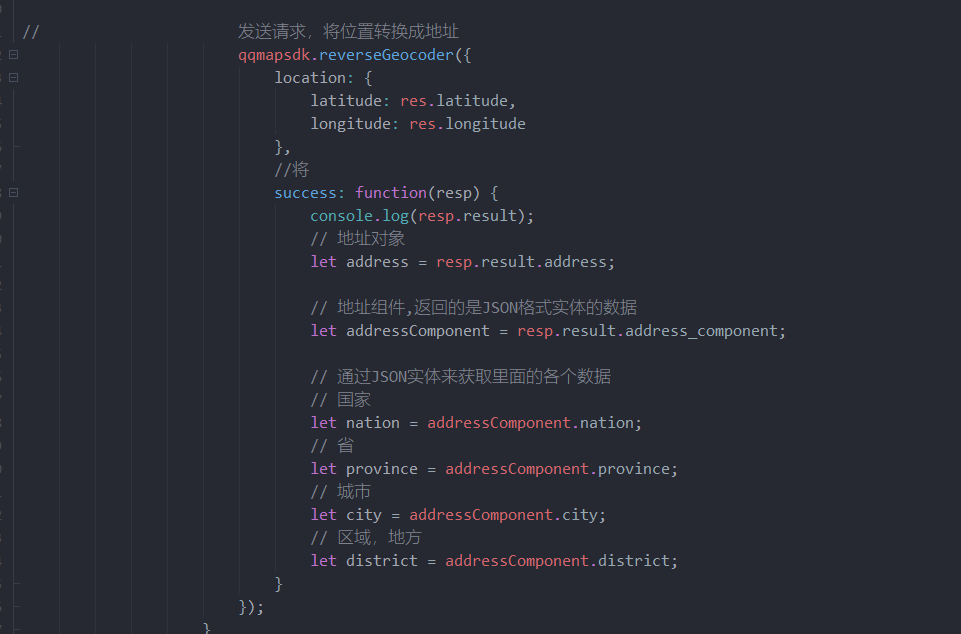 // 发送请求，将位置转换成地址
qqmapsdk.reverseGeocoder({
location: {
latitude: res.latitude,
longitude: res.longitude
},
//将
success: function(resp) {
console.log(resp.result);
// 地址对象
let address = resp.result.address;
// 地址组件,返回的是JSON格式实体的数据
let addressComponent = resp.result.address_component;
// 通过JSON实体来获取里面的各个数据
// 国家
let nation = addressComponent.nation;
// 省
let province = addressComponent.province;
// 城市
let city = addressComponent.city;
// 区域，地方
let district = addressComponent.district;
}
});
}